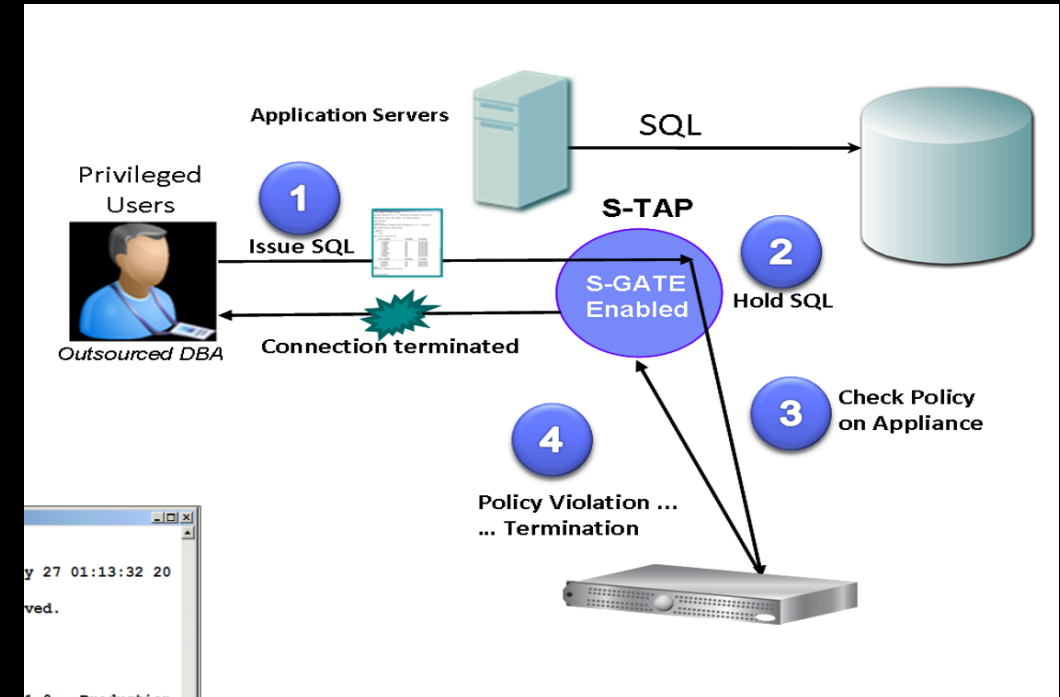 Application Servers
SQL
Privileged
Users
1
Issue SQL
S-TAP
S-GATE
Enabled
2
Hold SQL
Outsourced DBA
Connection terminated
3
Check Policy
on Appliance
4
Policy Violation ...
... Termination
y 27 01:13:32 20
ved.